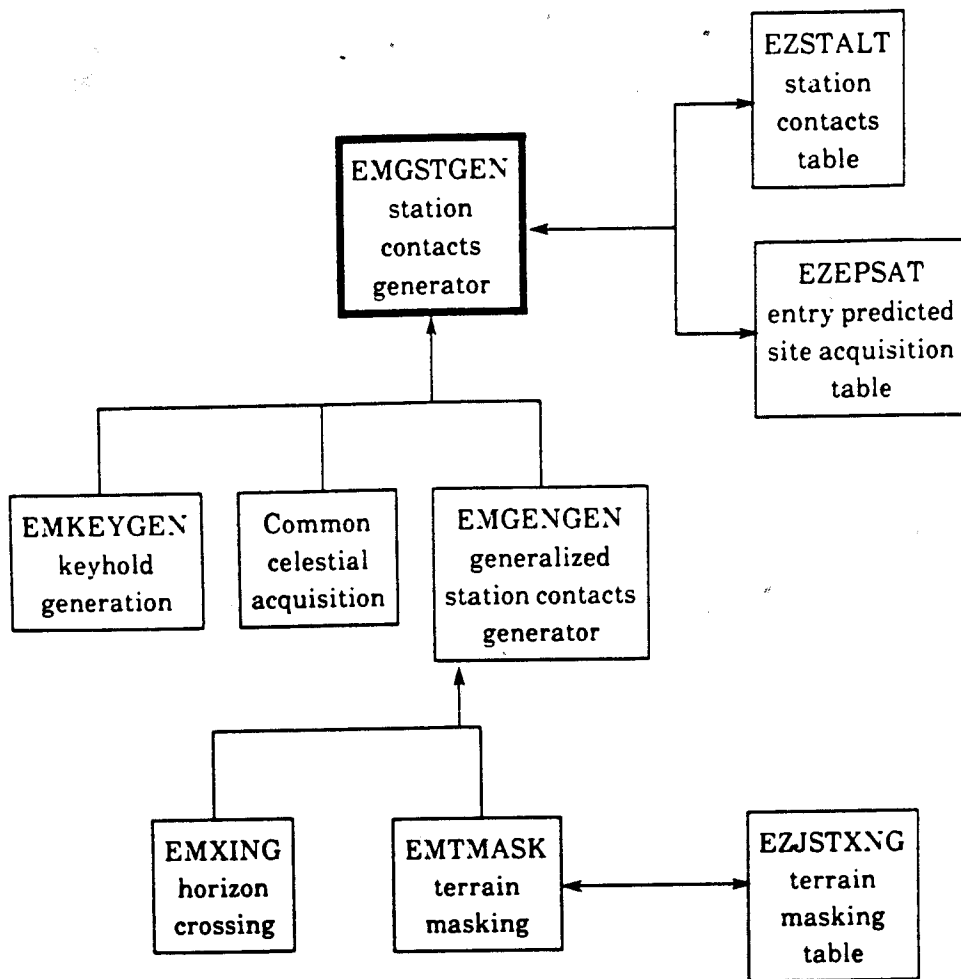 EZSTALT
station
contacts
table
EMGSTGEN
station
contacts
generator
EZEPSAT
entry predicted
site acquisition
table
EMKEYGEN
keyhold
generation
Common
celestial
acquisition
EMGENGEN
generalized
station contacts
generator
EMXING
horizon
crossing
EMTMASK
terrain
masking
EZJSTXNG
terrain
masking
table